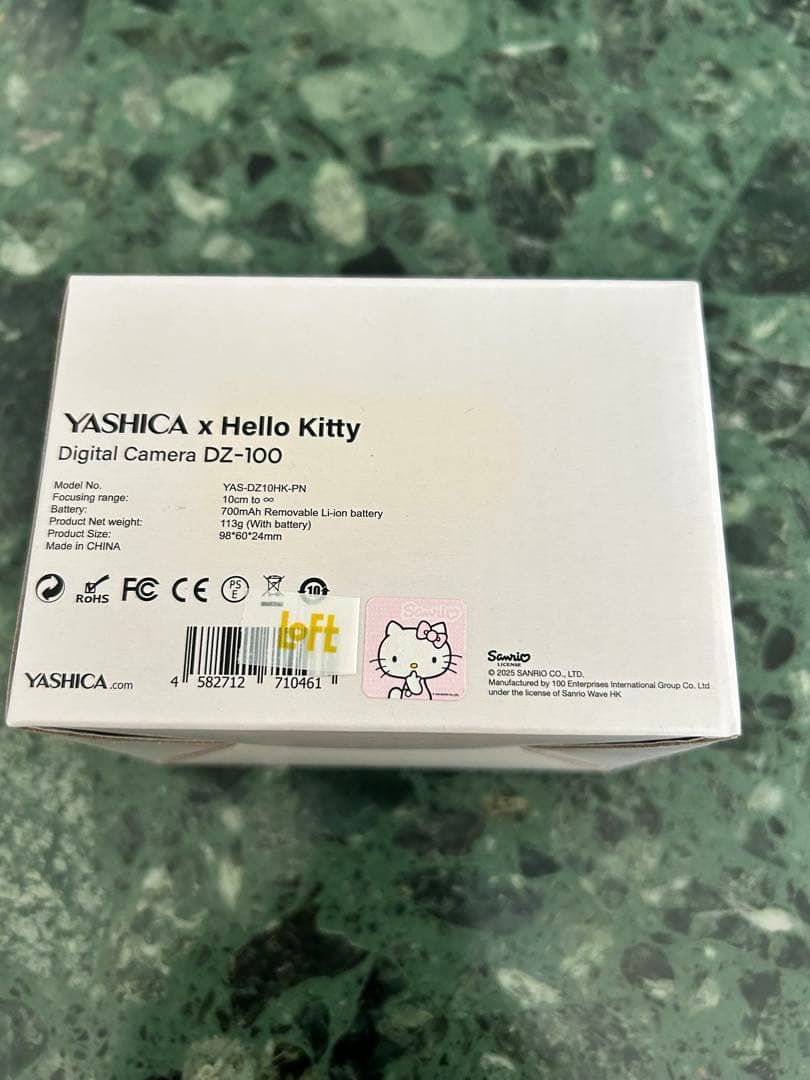 YASHICA x Hello Kitty
Digital Camera DZ-100
Model No. YAS-DZ10HK-PN
Focusing range: 10cm to ∞
Battery: 700mAh Removable Li-ion battery
Product Net weight: 113g (With battery)
Product Size: 98*60*24mm
Made in CHINA
RoHS FC CE PS E 10
Loft
Sanrio
4 582712 710461
YASHICA.com
Sanrio
LICENSE
© 2025 SANRIO CO., LTD.
Manufactured by 100 Enterprises International Group Co. Ltd
under the license of Sanrio Wave HK